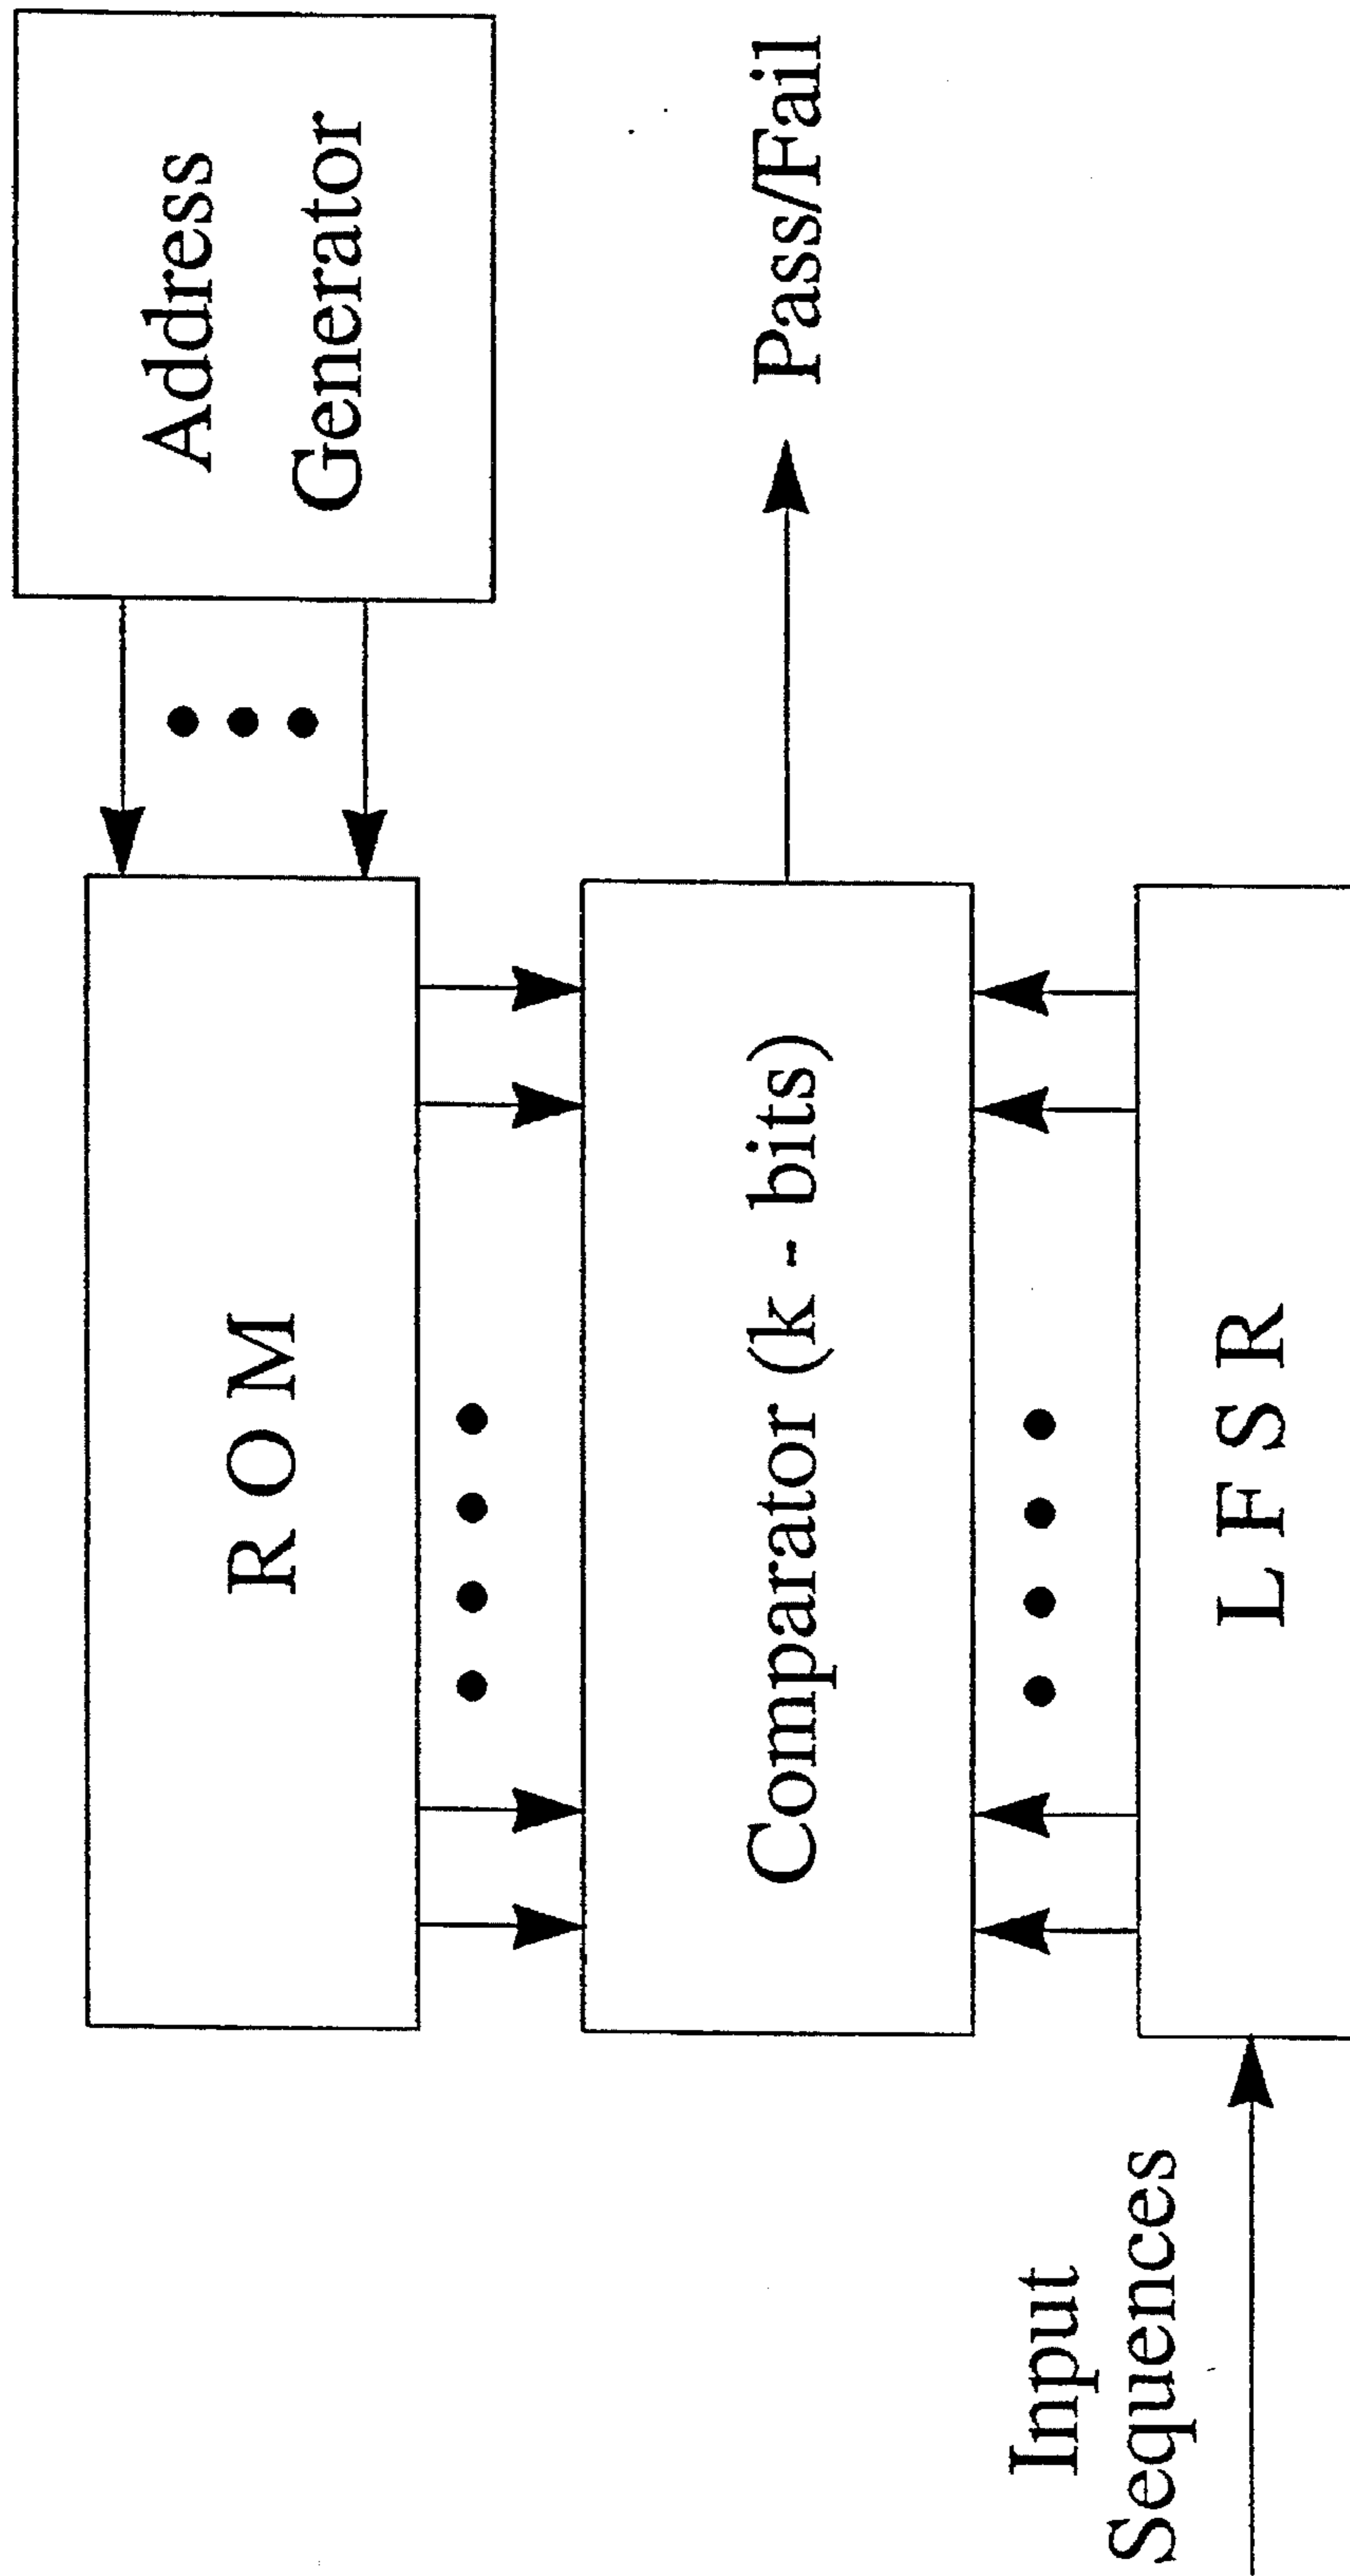 Address
Generator
R O M
Comparator (k - bits)
Pass/Fail
L F S R
Input
Sequences